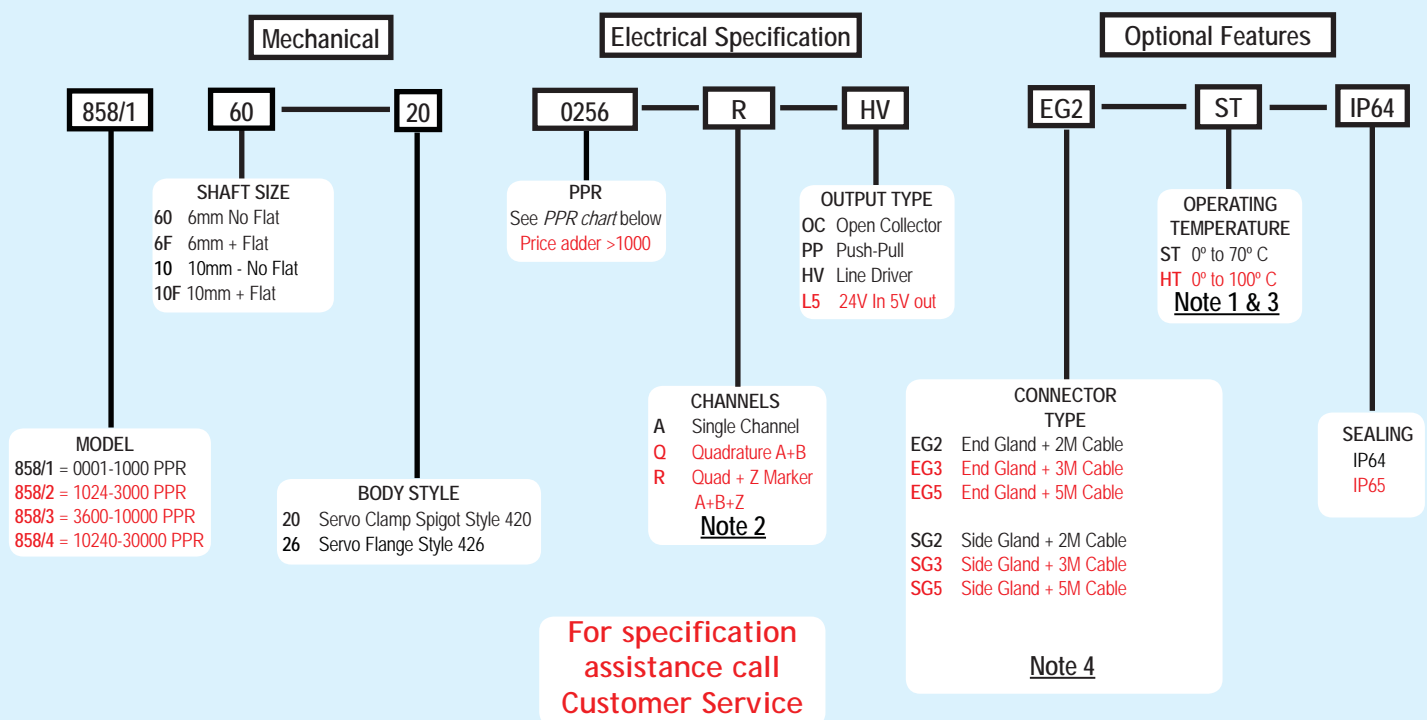 Mechanical
Electrical Specification
Optional Features
858/1
60
20
0256
R
HV
EG2
ST
IP64
SHAFT SIZE
60 6mm No Flat
6F 6mm + Flat
10 10mm - No Flat
10F 10mm + Flat
PPR
See PPR chart below
Price adder >1000
OUTPUT TYPE
OC Open Collector
PP Push-Pull
HV Line Driver
L5 24V In 5V out
OPERATING
TEMPERATURE
ST 0º to 70º C
HT 0º to 100º C
Note 1 & 3
MODEL
858/1 = 0001-1000 PPR
858/2 = 1024-3000 PPR
858/3 = 3600-10000 PPR
858/4 = 10240-30000 PPR
BODY STYLE
20 Servo Clamp Spigot Style 420
26 Servo Flange Style 426
CHANNELS
A Single Channel
Q Quadrature A+B
R Quad + Z Marker
A+B+Z
Note 2
CONNECTOR
TYPE
EG2 End Gland + 2M Cable
EG3 End Gland + 3M Cable
EG5 End Gland + 5M Cable
SG2 Side Gland + 2M Cable
SG3 Side Gland + 3M Cable
SG5 Side Gland + 5M Cable
Note 4
SEALING
IP64
IP65
For specification
assistance call
Customer Service